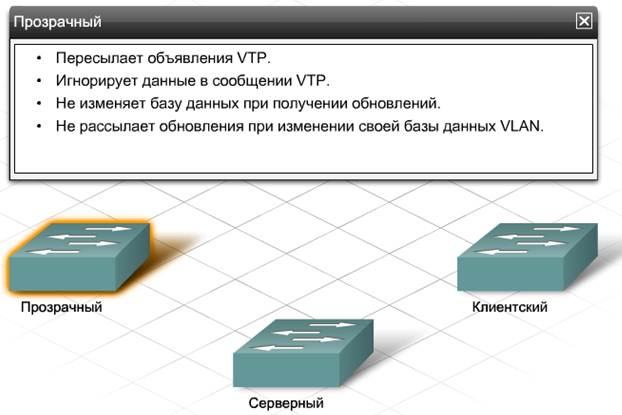 Прозрачный
• Пересылает объявления VTP.
• Игнорирует данные в сообщении VTP.
• Не изменяет базу данных при получении обновлений.
• Не рассылает обновления при изменении своей базы данных VLAN.
Прозрачный
Клиентский
Серверный